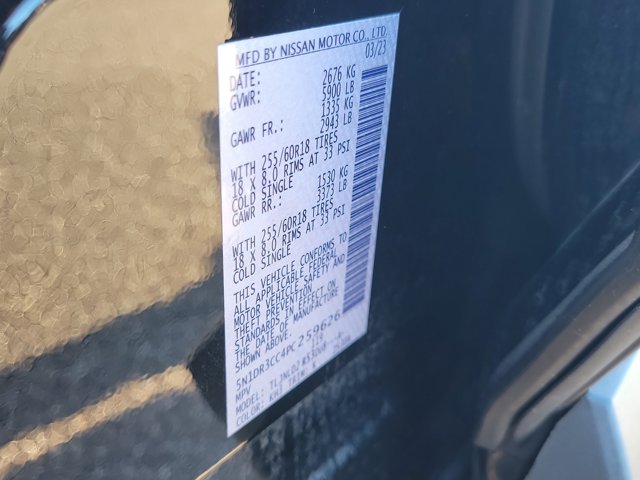 MFD BY NISSAN MOTOR CO., LTD.
DATE: 03/23
GVWR: 2676 KG
5900 LB
GAWR FR.: 1335 KG
2943 LB
WITH 255/60R18 TIRES
18 X 8.0 RIMS AT 33 PSI
COLD SINGLE
GAWR RR.: 1530 KG
3373 LB
WITH 255/60R18 TIRES
18 X 8.0 RIMS AT 33 PSI
COLD SINGLE
THIS VEHICLE CONFORMS TO
ALL APPLICABLE FEDERAL
MOTOR VEHICLE SAFETY AND
THEFT PREVENTION
STANDARDS IN EFFECT ON
THE DATE OF MANUFACTURE
SHOWN ABOVE.
5N1DR3CC4PC259626
MPV
MODEL:
COLOR: KH3 TRIM: K